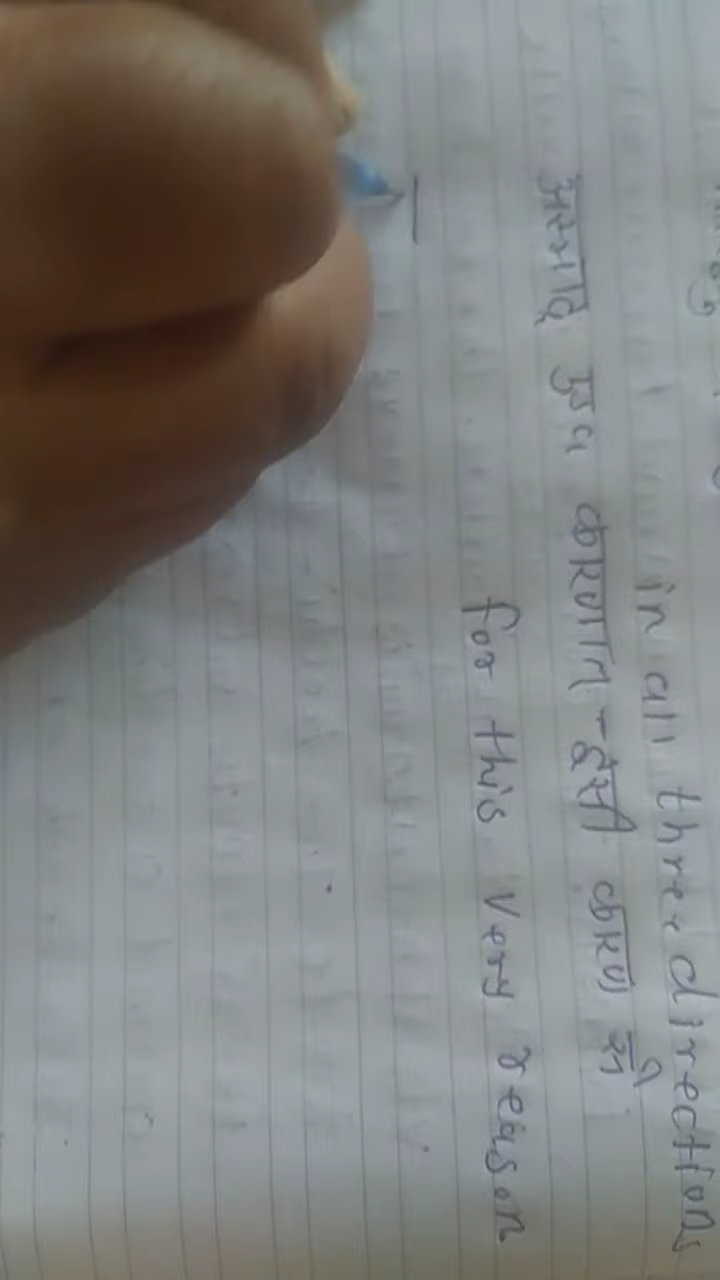 in all three directions
अस्माद् एव कारणात् - इसी कारण से
for this very reason